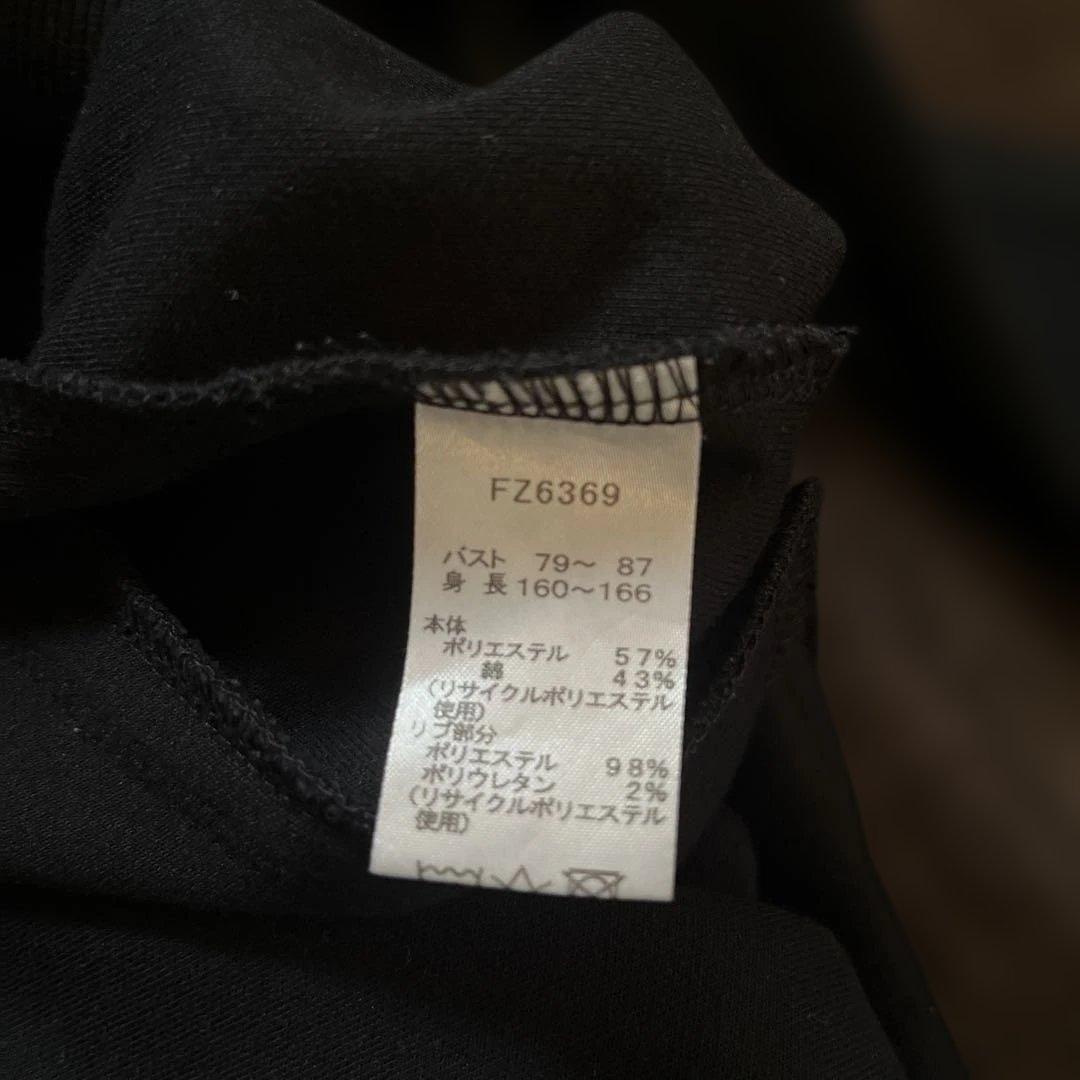 FZ6369
バスト 79～ 87
身 長 160～166
本体
ポリエステル 57%
綿 43%
(リサイクルポリエステル
使用)
リブ部分
ポリエステル 98%
ポリウレタン 2%
(リサイクルポリエステル
使用)